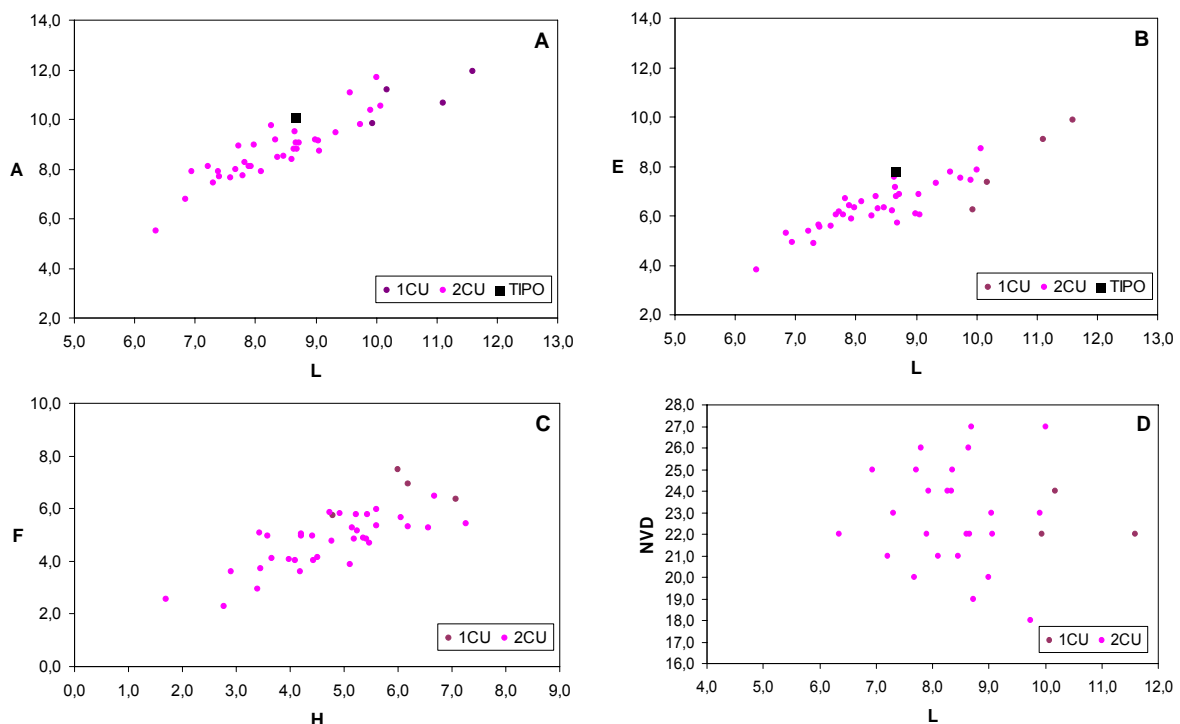 14,0
12,0
10,0
8,0
6,0
4,0
2,0
A
A
1CU 2CU TIPO
5,0 6,0 7,0 8,0 9,0 10,0 11,0 12,0 13,0
L
14,0
12,0
10,0
8,0
6,0
4,0
2,0
E
B
1CU 2CU TIPO
5,0 6,0 7,0 8,0 9,0 10,0 11,0 12,0 13,0
L
10,0
8,0
6,0
4,0
2,0
0,0
F
C
1CU 2CU
0,0 1,0 2,0 3,0 4,0 5,0 6,0 7,0 8,0 9,0
H
28,0
27,0
26,0
25,0
24,0
23,0
22,0
21,0
20,0
19,0
18,0
17,0
16,0
NVD
D
1CU 2CU
4,0 5,0 6,0 7,0 8,0 9,0 10,0 11,0 12,0
L